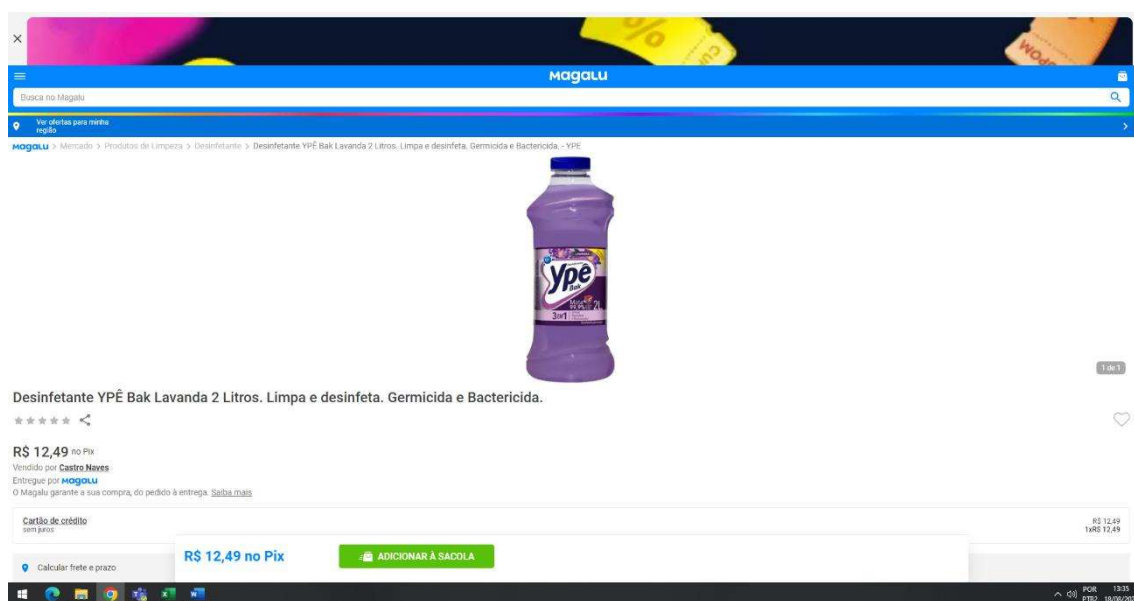 %
CUP
WOPO
Magalu
Busca no Magalu
Ver ofertas para minha
região
Magalu > Mercado > Produtos de Limpeza > Desinfetante > Desinfetante YPÊ Bak Lavanda 2 Litros. Limpa e desinfeta. Germicida e Bactericida. - YPE
Ypê
Bak
2L
3em1
1 de 1
Desinfetante YPÊ Bak Lavanda 2 Litros. Limpa e desinfeta. Germicida e Bactericida.
R$ 12,49 no Pix
Vendido por Castro Naves
Entregue por Magalu
O Magalu garante a sua compra, do pedido à entrega. Saiba mais
Cartão de crédito R$ 12,49
sem juros 1xR$ 12,49
R$ 12,49 no Pix ADICIONAR À SACOLA
Calcular frete e prazo
POR 13:35
PTB2